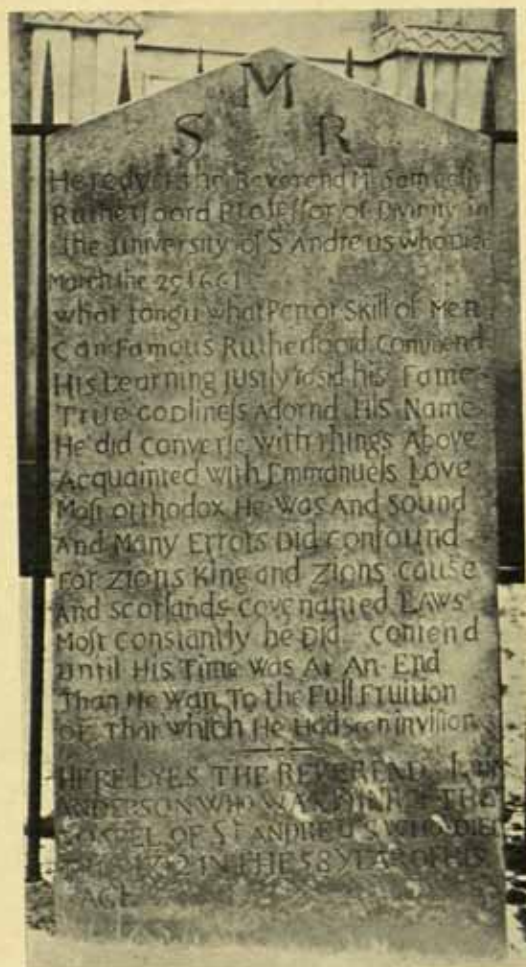 M
S R
Here Lyes the Reverend Mr Samuell
Rutherfoord Professor of Divinity in
the University of St Andreus who Died
March the 29 1661
what tongu what Pen or Skill of Men
Can Famous Rutherfoord Commend
His Learning justly raisd his Fame
True GODliness Adornd His Name
He did Converse with things Above
Acquainted with Emmanuels Love
Most orthodox He Was And Sound
And Many Errors Did confound
For Zions King and Zions cause
And scotlands covenanted LAWS
Most constantly he Did contend
until His Time Was At An End
Than He Wan To the Full Fruition
OF That which He Had seen in vision
HERE LYES THE REVEREND
ANDERSON WHO WAS THE
GOSPEL OF ST ANDREUS WHO DIED
IN THE 58 YEAR OF HIS
AGE